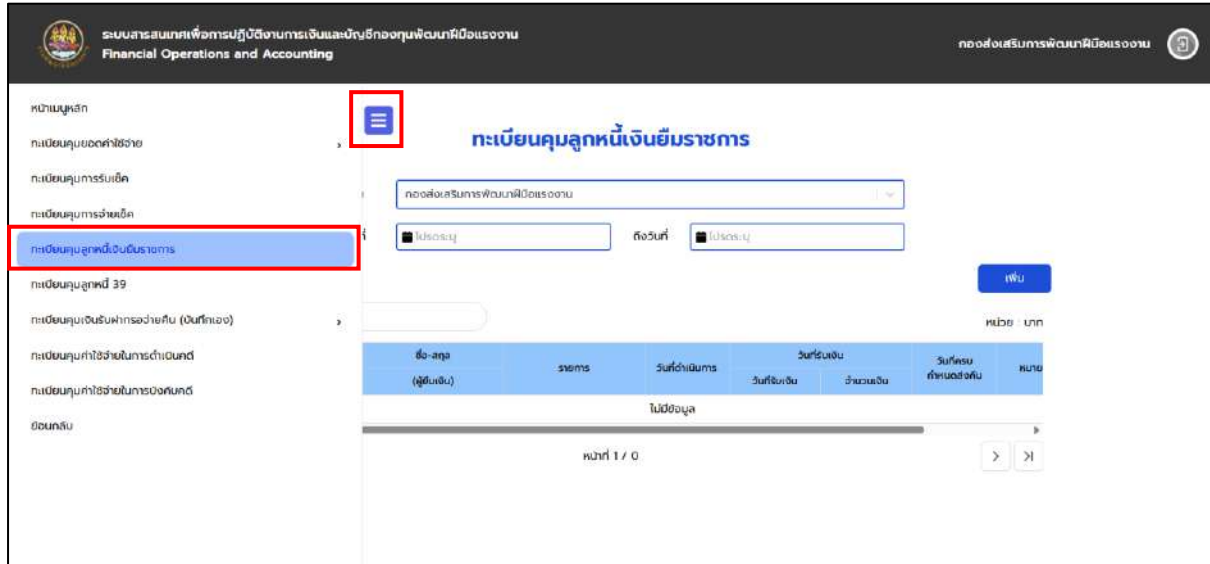 ระบบสารสนเทศเพื่อการปฏิบัติงานการเงินและบัญชีกองทุนพัฒนาฝีมือแรงงาน
Financial Operations and Accounting
กองส่งเสริมการพัฒนาฝีมือแรงงาน
หน้าเมนูหลัก
ทะเบียนคุมยอดค่าใช้จ่าย
ทะเบียนคุมการรับเช็ค
ทะเบียนคุมการจ่ายเช็ค
ทะเบียนคุมลูกหนี้เงินยืมราชการ
ทะเบียนคุมลูกหนี้ 39
ทะเบียนคุมเงินรับฝากรอจ่ายคืน (บันทึกเอง)
ทะเบียนคุมค่าใช้จ่ายในการดำเนินคดี
ทะเบียนคุมค่าใช้จ่ายในการบังคับคดี
ย้อนกลับ
ทะเบียนคุมลูกหนี้เงินยืมราชการ
กองส่งเสริมการพัฒนาฝีมือแรงงาน
โปรดระบุ ถึงวันที่ โปรดระบุ
เพิ่ม
หน่วย : บาท
ชื่อ-สกุล รายการ วันที่ดำเนินการ วันที่รับเงิน วันที่ครบ หมาย
(ผู้ยืมเงิน) วันที่รับเงิน จำนวนเงิน กำหนดส่งคืน
ไม่มีข้อมูล
หน้าที่ 1 / 0